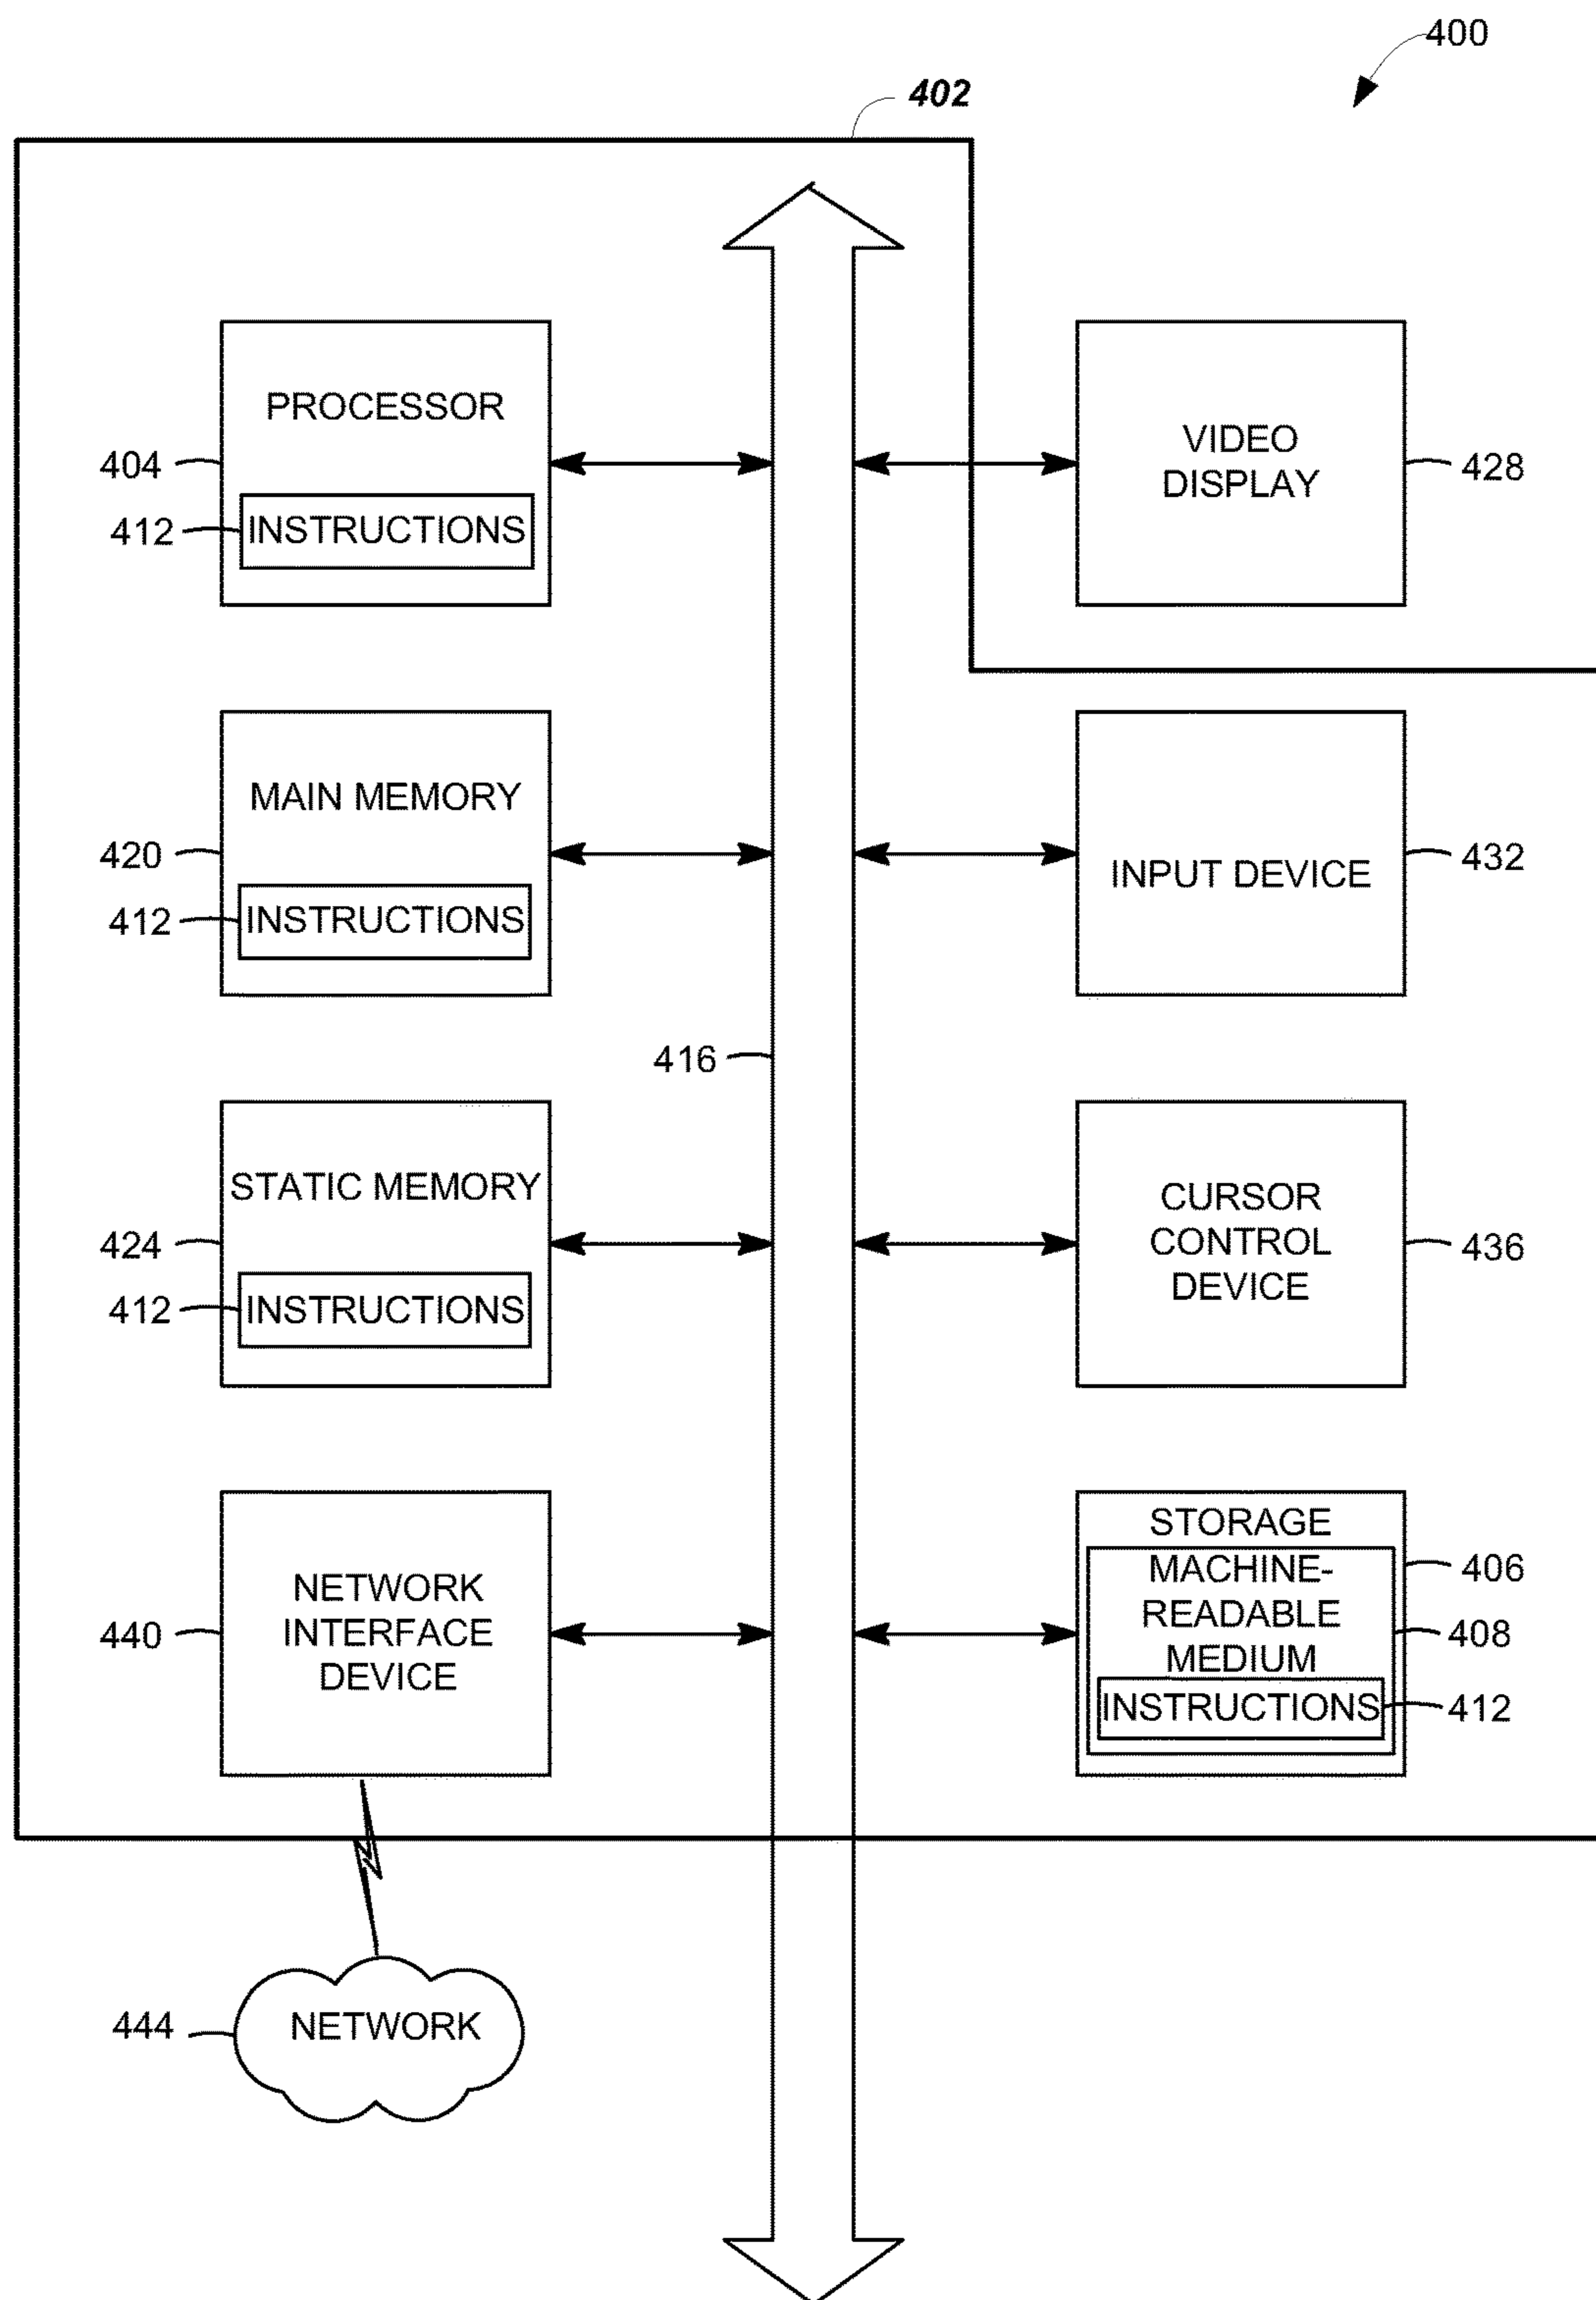 400
402
PROCESSOR
404
412
INSTRUCTIONS
VIDEO
DISPLAY
428
MAIN MEMORY
420
412
INSTRUCTIONS
INPUT DEVICE
432
416
STATIC MEMORY
424
412
INSTRUCTIONS
CURSOR
CONTROL
DEVICE
436
NETWORK
INTERFACE
DEVICE
440
STORAGE
MACHINE-
READABLE
MEDIUM
INSTRUCTIONS
406
408
412
444
NETWORK